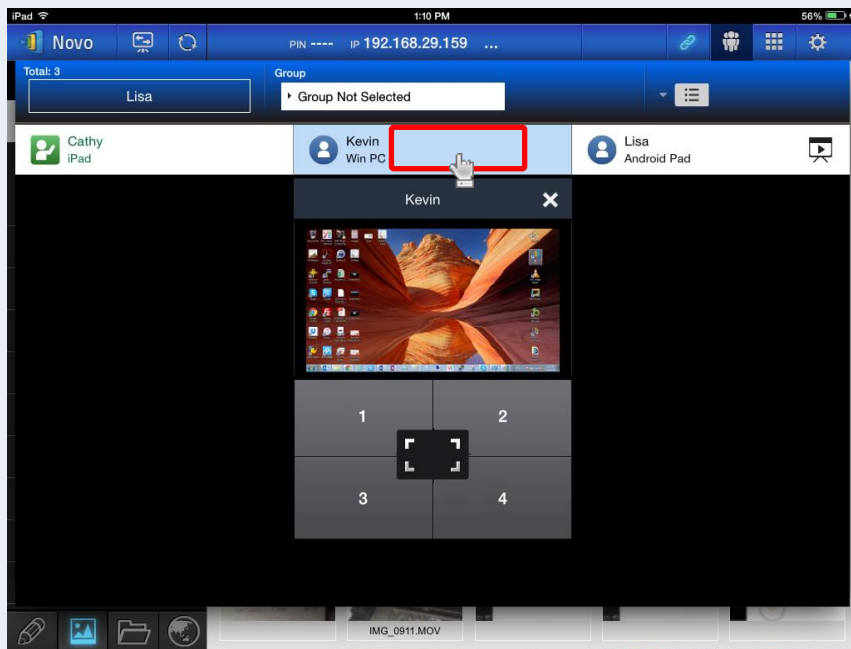 iPad 1:10 PM 56%
Novo PIN ---- IP 192.168.29.159 ...
Total: 3
Lisa
Group
Group Not Selected
Cathy
iPad
Kevin
Win PC
Lisa
Android Pad
Kevin
1 2
3 4
IMG_0911.MOV